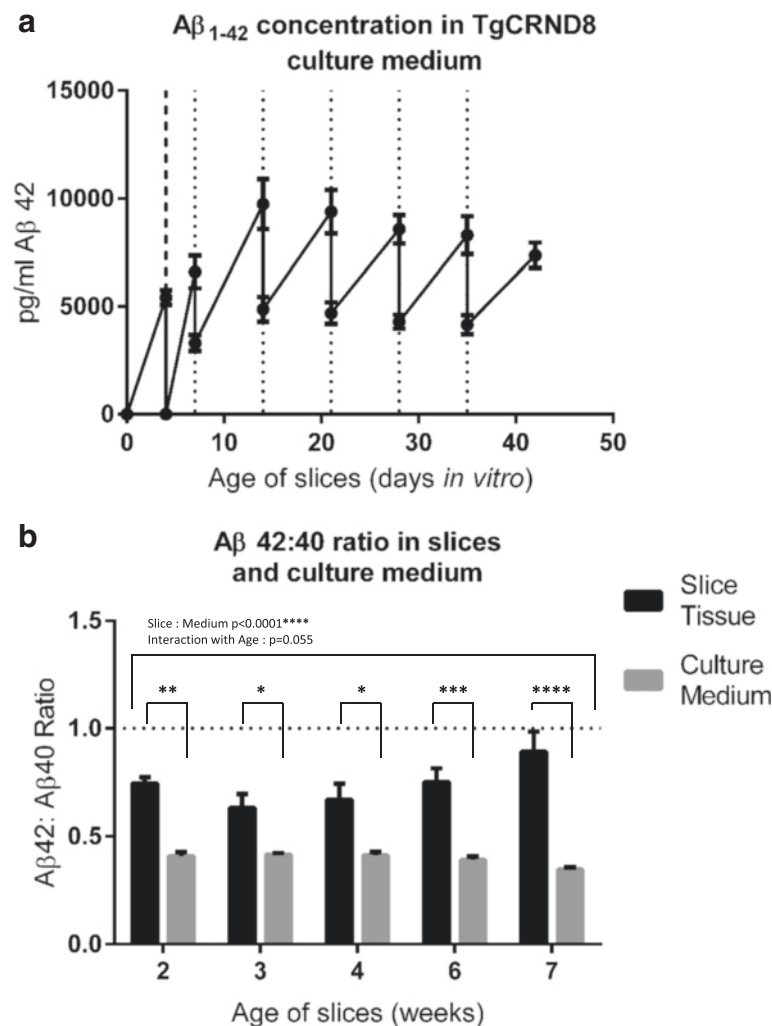 a
Aβ1-42 concentration in TgCRND8
culture medium
15000
10000
5000
0
pg/ml Aβ 42
0 10 20 30 40 50
Age of slices (days in vitro)
b
Aβ 42:40 ratio in slices
and culture medium
Slice
Tissue
Culture
Medium
1.5
1.0
0.5
0.0
Aβ42: Aβ40 Ratio
Slice : Medium p<0.0001****
Interaction with Age : p=0.055
** * * *** ****
2 3 4 6 7
Age of slices (weeks)